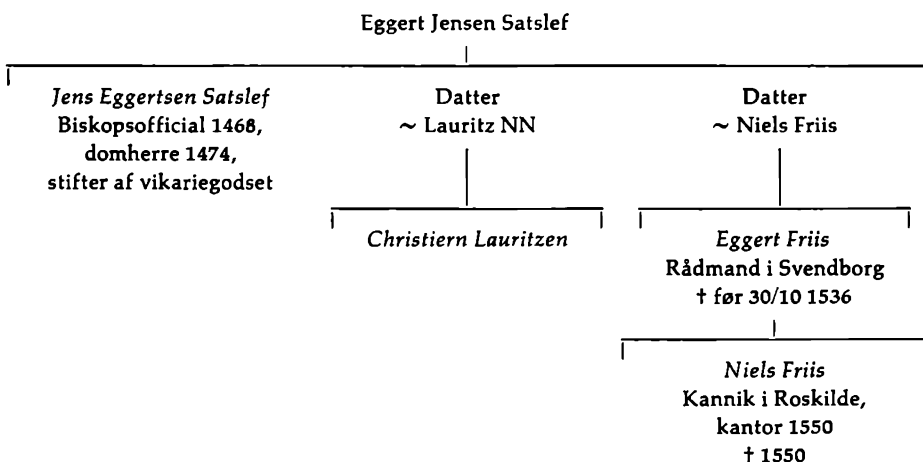 Eggert Jensen Satslef
Jens Eggertsen Satslef
Biskopsofficial 1468,
domherre 1474,
stifter af vikariegodset
Datter
~ Lauritz NN
Datter
~ Niels Friis
Christiern Lauritzen
Eggert Friis
Rådmand i Svendborg
† før 30/10 1536
Niels Friis
Kannik i Roskilde,
kantor 1550
† 1550